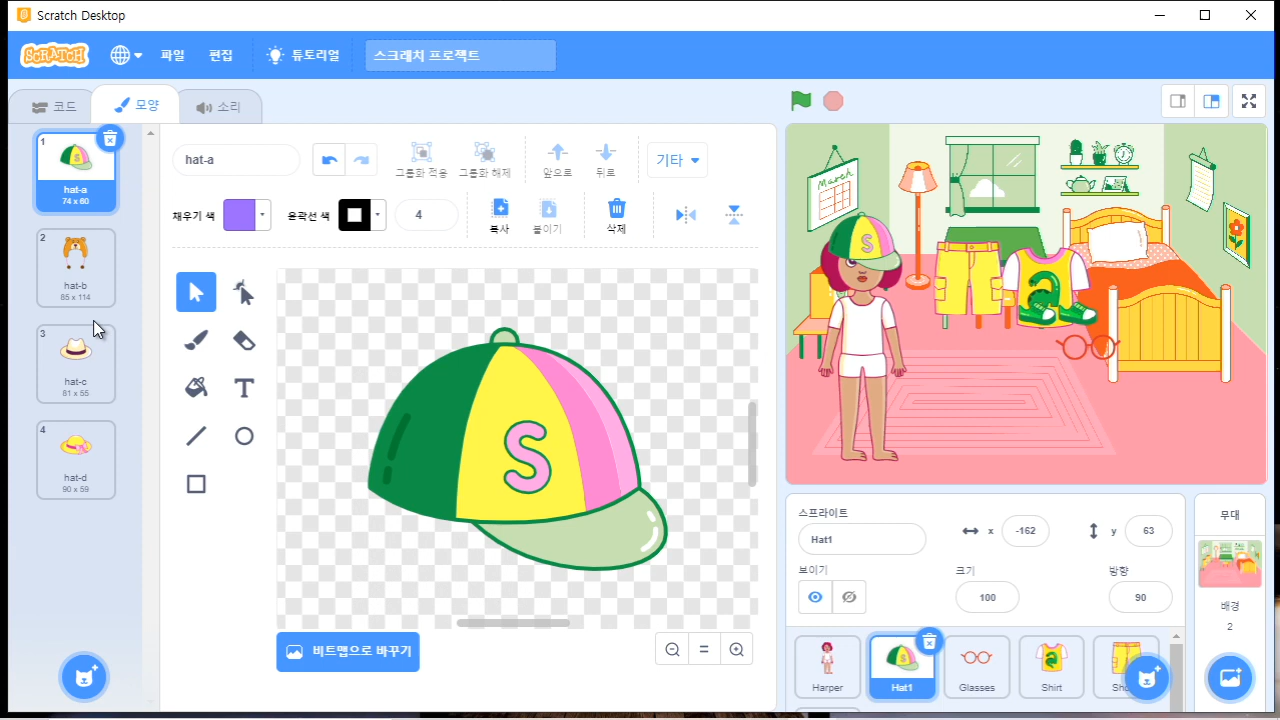 Scratch Desktop
SCRATCH
파일
편집
튜토리얼
스크래치 프로젝트
코드
모양
소리
1
hat-a
74 x 60
2
hat-b
85 x 114
3
hat-c
81 x 55
4
hat-d
90 x 59
hat-a
그룹화 적용
그룹화 해제
앞으로
뒤로
기타
채우기 색
윤곽선 색
4
복사
붙이기
삭제
T
S
비트맵으로 바꾸기
March
S
a
스프라이트
Hat1
x
-162
y
63
보이기
크기
100
방향
90
Harper
Hat1
Glasses
Shirt
무대
배경
2